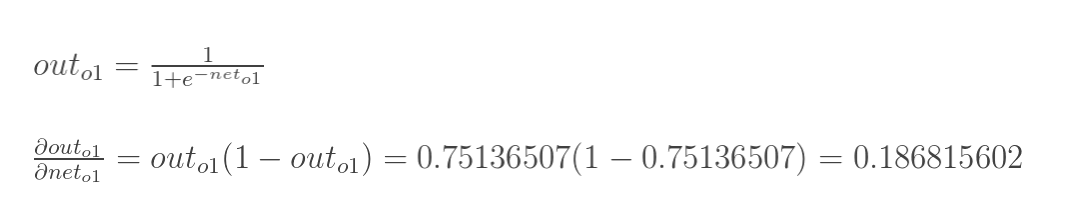 $out_{o1} = \frac{1}{1+e^{-net_{o1}}}$
$\frac{\partial out_{o1}}{\partial net_{o1}} = out_{o1}(1 - out_{o1}) = 0.75136507(1 - 0.75136507) = 0.186815602$